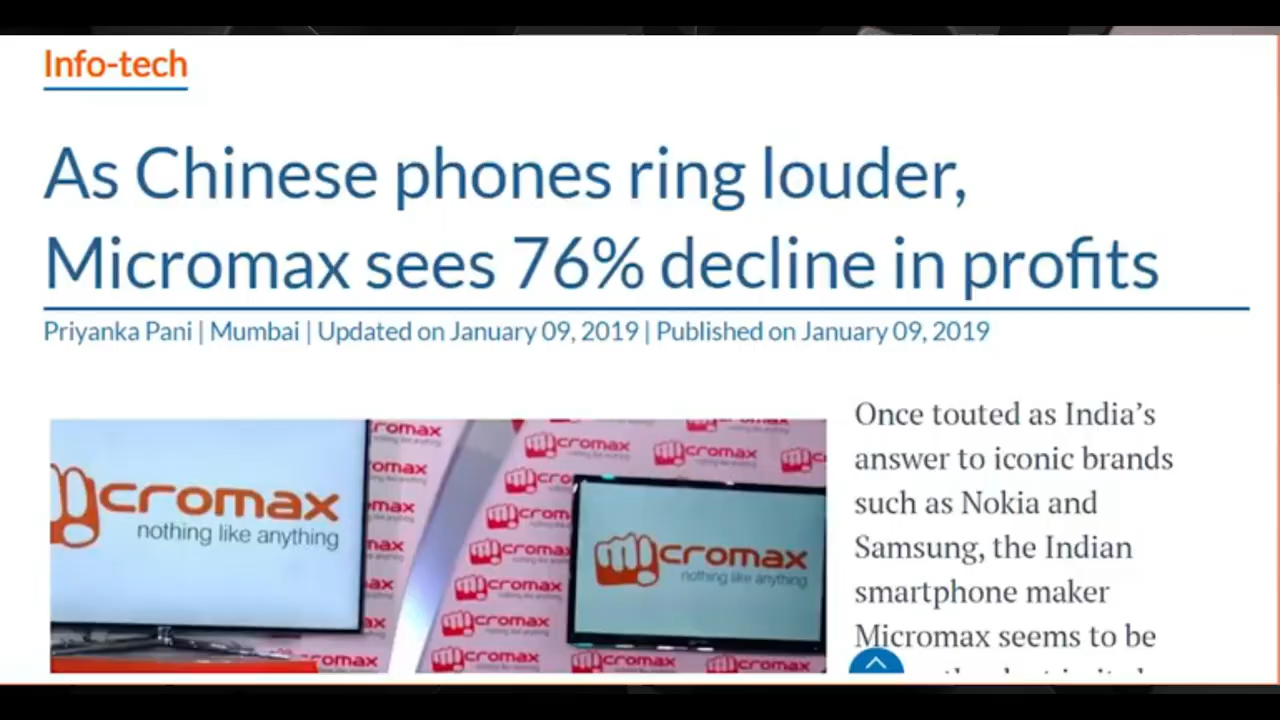 Info-tech
As Chinese phones ring louder,
Micromax sees 76% decline in profits
Priyanka Pani | Mumbai | Updated on January 09, 2019 | Published on January 09, 2019
Once touted as India’s
answer to iconic brands
such as Nokia and
Samsung, the Indian
smartphone maker
Micromax seems to be
micromax
nothing like anything
micromax
nothing like anything